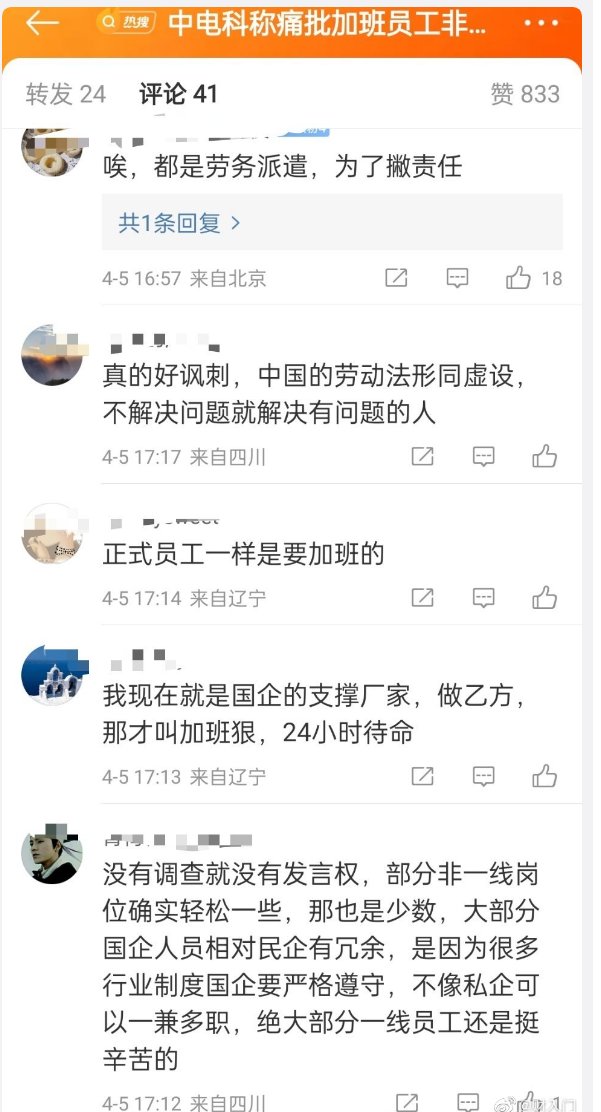 热搜 中电科称痛批加班员工非...
转发 24 评论 41 赞 833
唉，都是劳务派遣，为了撇责任
共1条回复 >
4-5 16:57 来自北京 18
真的好讽刺，中国的劳动法形同虚设，
不解决问题就解决有问题的人
4-5 17:17 来自四川
正式员工一样是要加班的
4-5 17:14 来自辽宁
我现在就是国企的支撑厂家，做乙方，
那才叫加班狠，24小时待命
4-5 17:13 来自辽宁
没有调查就没有发言权，部分非一线岗
位确实轻松一些，那也是少数，大部分
国企人员相对民企有冗余，是因为很多
行业制度国企要严格遵守，不像私企可
以一兼多职，绝大部分一线员工还是挺
辛苦的
4-5 17:12 来自四川 1